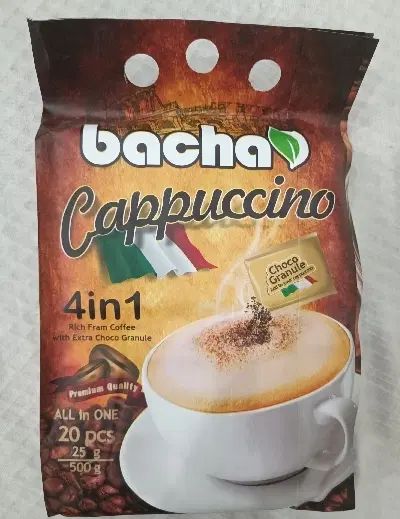 bacha
Cappuccino
Choco
Granule
4in1
Rich Fram Coffee
with Extra Choco Granule
Premium Quality
ALL in ONE
20 pcs
25 g
500 g